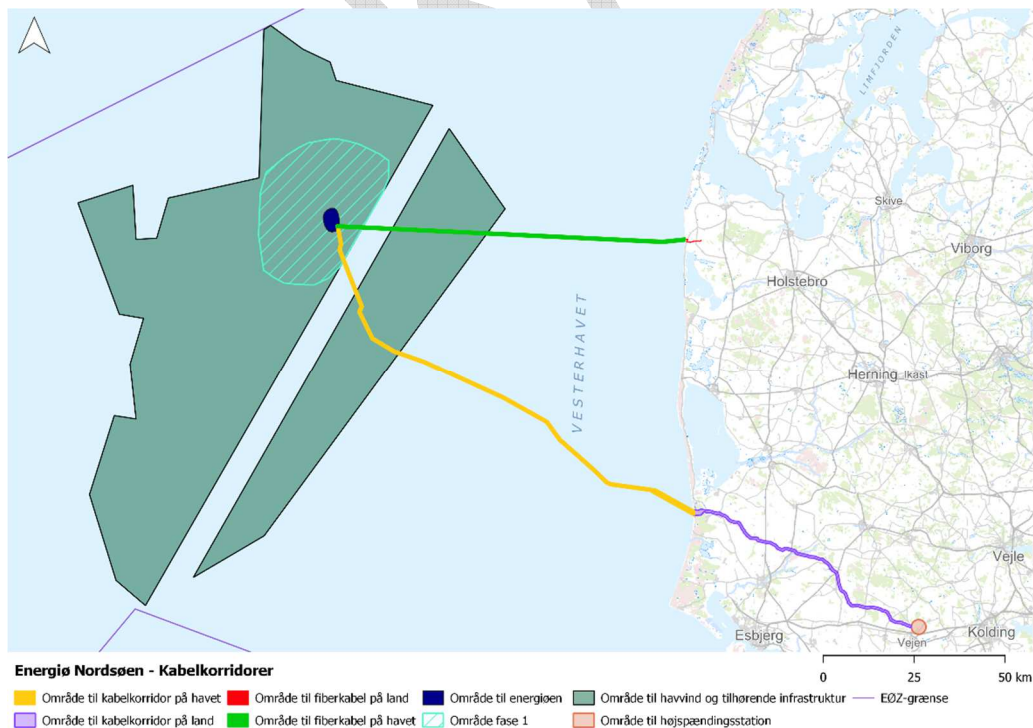 LIMFJORDEN
Skive
Viborg
Holstebro
VESTERHAVET
Herning
Ikast
Vejle
Esbjerg
Vejen
Kolding
Energiø Nordsøen - Kabelkorridorer
0 25 50 km
Område til kabelkorridor på havet Område til fiberkabel på land Område til energiøen Område til havvind og tilhørende infrastruktur EØZ-grænse
Område til kabelkorridor på land Område til fiberkabel på havet Område fase 1 Område til højspændingsstation